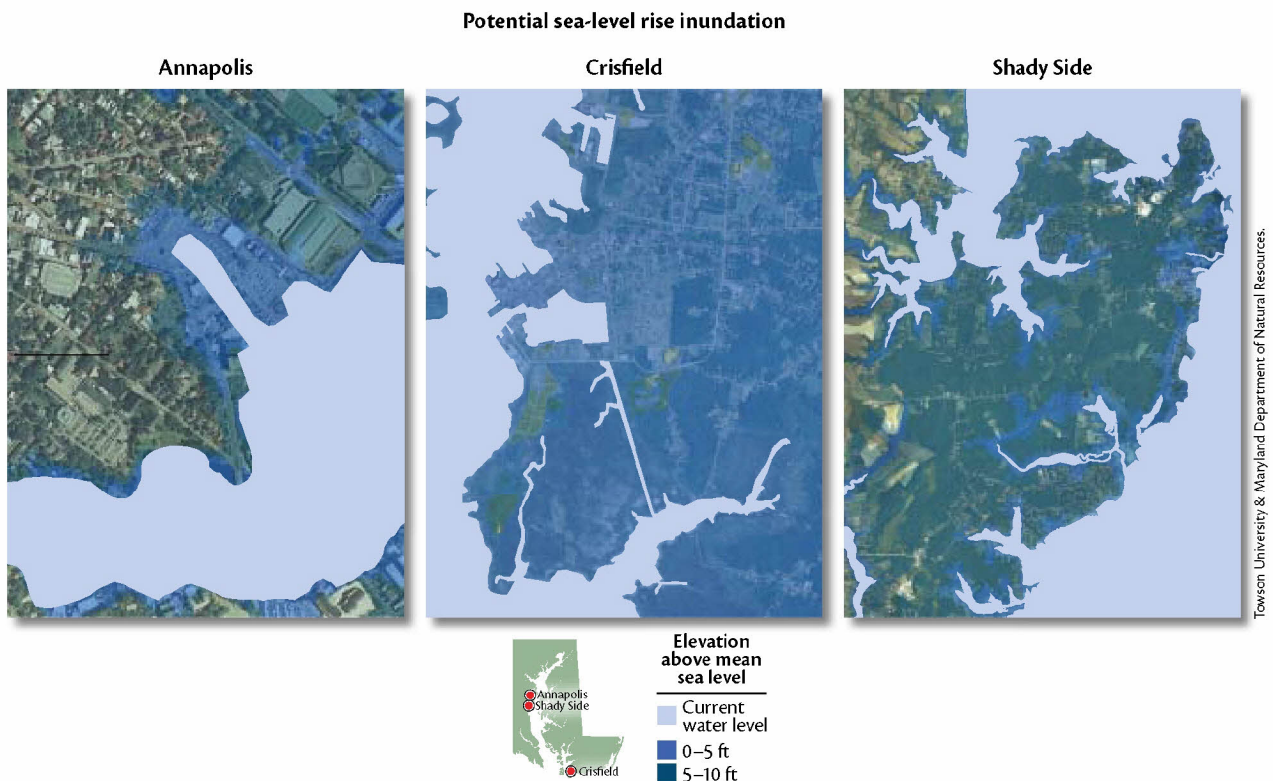 Potential sea-level rise inundation
Annapolis
Crisfield
Shady Side
Towson University & Maryland Department of Natural Resources.
Annapolis
Shady Side
Crisfield
Elevation
above mean
sea level
Current
water level
0–5 ft
5–10 ft